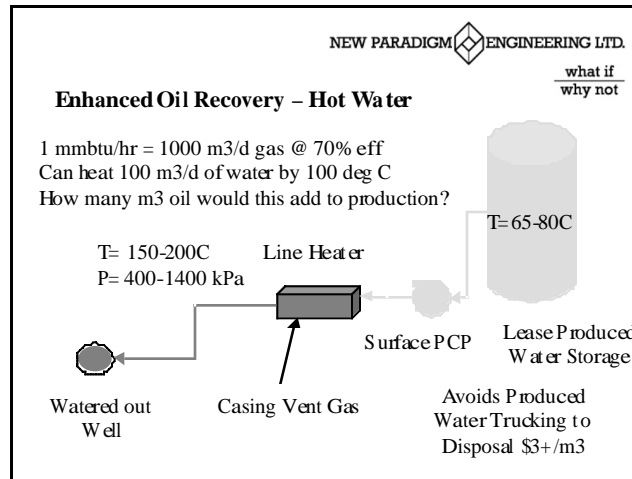 NEW PARADIGM ENGINEERING LTD.
what if
why not
Enhanced Oil Recovery – Hot Water
1 mmbtu/hr = 1000 m3/d gas @ 70% eff
Can heat 100 m3/d of water by 100 deg C
How many m3 oil would this add to production?
T=65-80C
T= 150-200C
P= 400-1400 kPa
Line Heater
Surface PCP
Lease Produced
Water Storage
Watered out
Well
Casing Vent Gas
Avoids Produced
Water Trucking to
Disposal $3+/m3